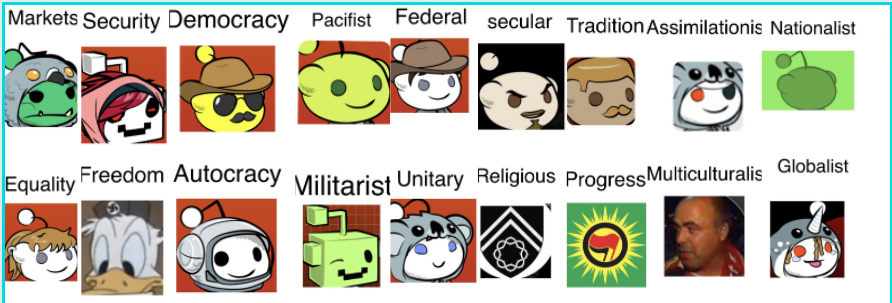 Markets Security Democracy Pacifist Federal secular Tradition Assimilationis Nationalist
Equality Freedom Autocracy Militarist Unitary Religious Progress Multiculturalis Globalist